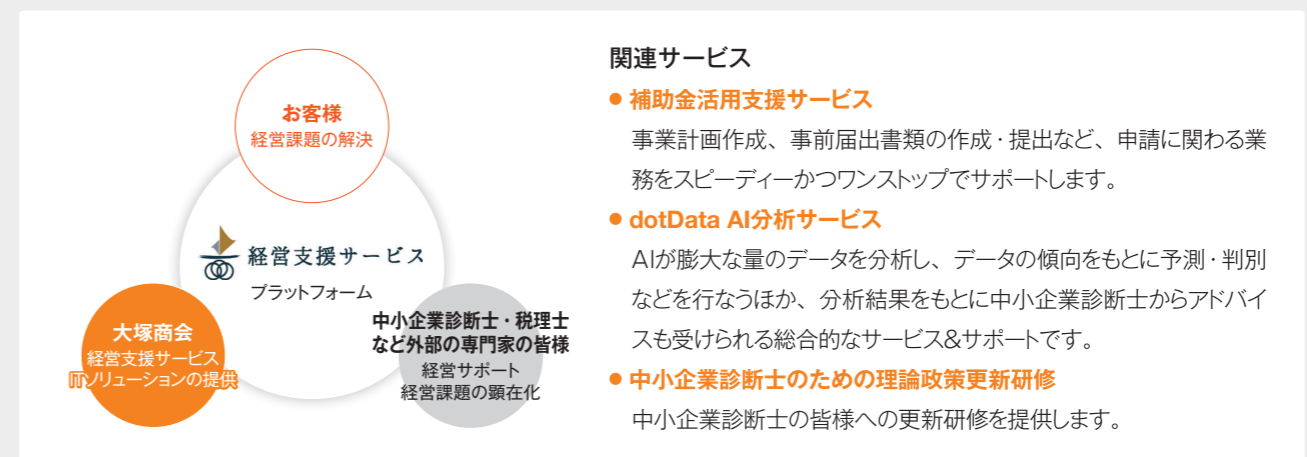 お客様
経営課題の解決
経営支援サービス
プラットフォーム
大塚商会
経営支援サービス
ITソリューションの提供
中小企業診断士・税理士
など外部の専門家の皆様
経営サポート
経営課題の顕在化
関連サービス
● 補助金活用支援サービス
事業計画作成、事前届出書類の作成・提出など、申請に関わる業
務をスピーディーかつワンストップでサポートします。
● dotData AI分析サービス
AIが膨大な量のデータを分析し、データの傾向をもとに予測・判別
などを行なうほか、分析結果をもとに中小企業診断士からアドバイ
スも受けられる総合的なサービス&サポートです。
● 中小企業診断士のための理論政策更新研修
中小企業診断士の皆様への更新研修を提供します。